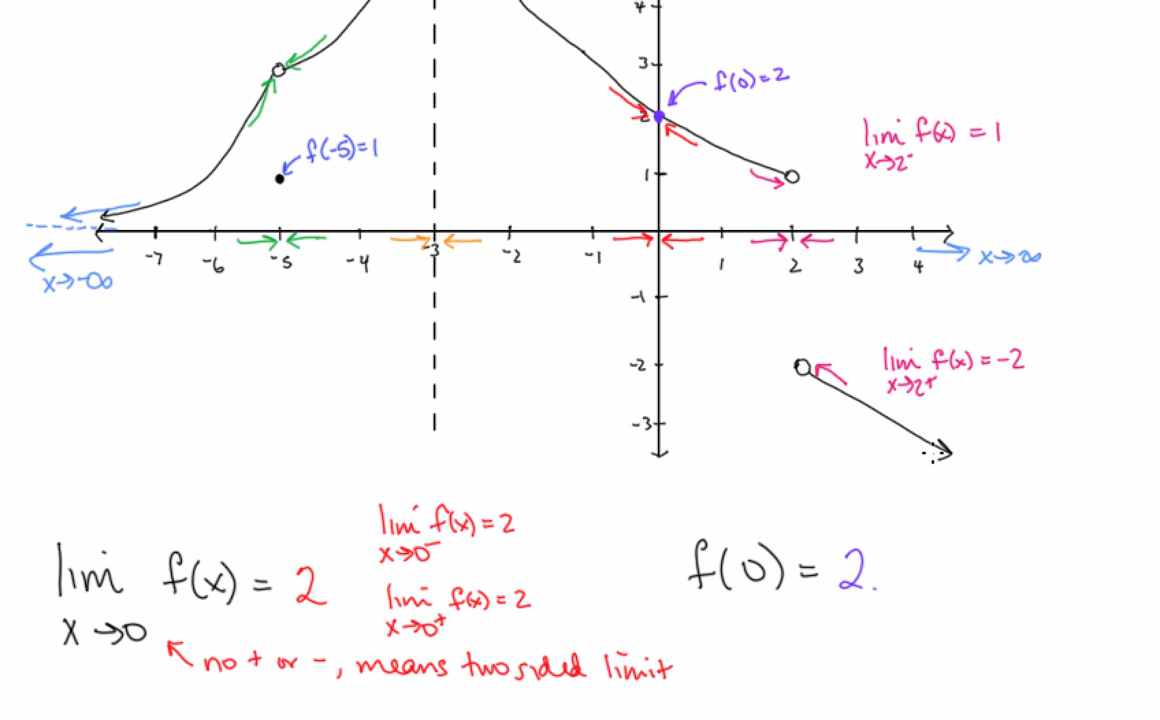 4
3
f(0)=2
2
lim f(x) = 1
x→2⁻
f(-5)=1
1
-7 -6 -5 -4 -3 -2 -1 1 2 3 4
x→-∞
x→∞
-1
-2
lim f(x) = -2
x→2⁺
-3
lim f(x) = 2
x→0
lim f(x) = 2
x→0⁻
lim f(x) = 2
x→0⁺
f(0) = 2.
no + or -, means two sided limit